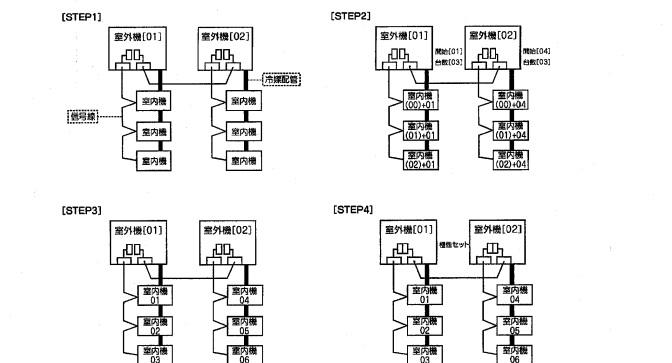 [STEP1]
室外機[01]
室外機[02]
冷媒配管
信号線
室内機
室内機
室内機
室内機
室内機
室内機
[STEP2]
室外機[01]
開始[01]
台数[03]
室外機[02]
開始[04]
台数[03]
室内機
(00)+01
室内機
(01)+01
室内機
(02)+01
室内機
(00)+04
室内機
(01)+04
室内機
(02)+04
[STEP3]
室外機[01]
室外機[02]
室内機
01
室内機
02
室内機
03
室内機
04
室内機
05
室内機
06
[STEP4]
室外機[01]
極性セット
室外機[02]
室内機
01
室内機
02
室内機
03
室内機
04
室内機
05
室内機
06